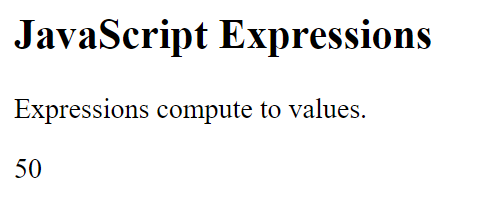 JavaScript Expressions
Expressions compute to values.
50